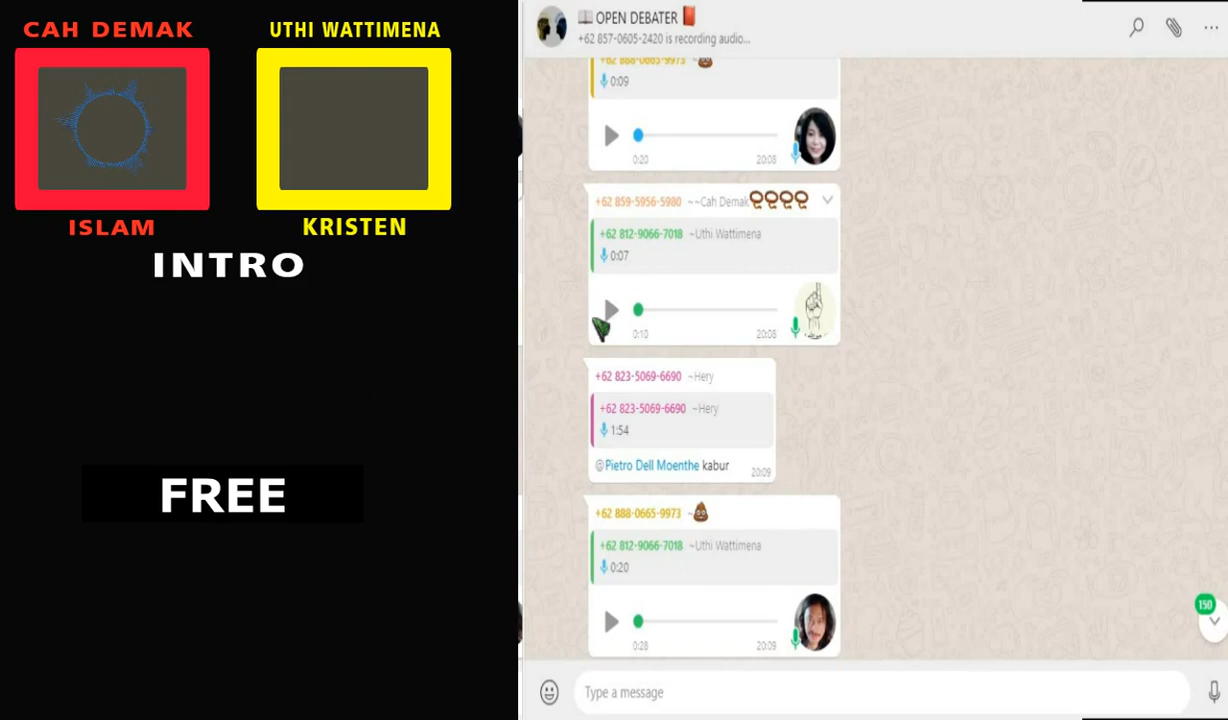 CAH DEMAK
UTHI WATTIMENA
ISLAM
KRISTEN
INTRO
FREE
OPEN DEBATER
+62 857-0605-2420 is recording audio...
+62 888-0665-9973 ~
0:09
0:20 20:08
+62 859-5956-5980 ~~Cah Demak
+62 812-9066-7018 ~Uthi Wattimena
0:07
0:10 20:08
+62 823-5069-6690 ~Hery
+62 823-5069-6690 ~Hery
1:54
@Pietro Dell Moenthe kabur 20:09
+62 888-0665-9973 ~
+62 812-9066-7018 ~Uthi Wattimena
0:20
0:28 20:09
150
Type a message